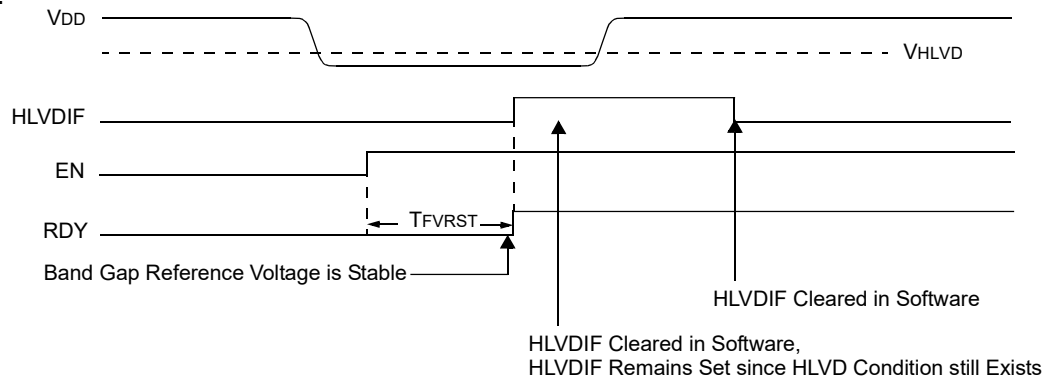 VDD
VHLVD
HLVDIF
EN
TFVRST
RDY
Band Gap Reference Voltage is Stable
HLVDIF Cleared in Software
HLVDIF Cleared in Software,
HLVDIF Remains Set since HLVD Condition still Exists